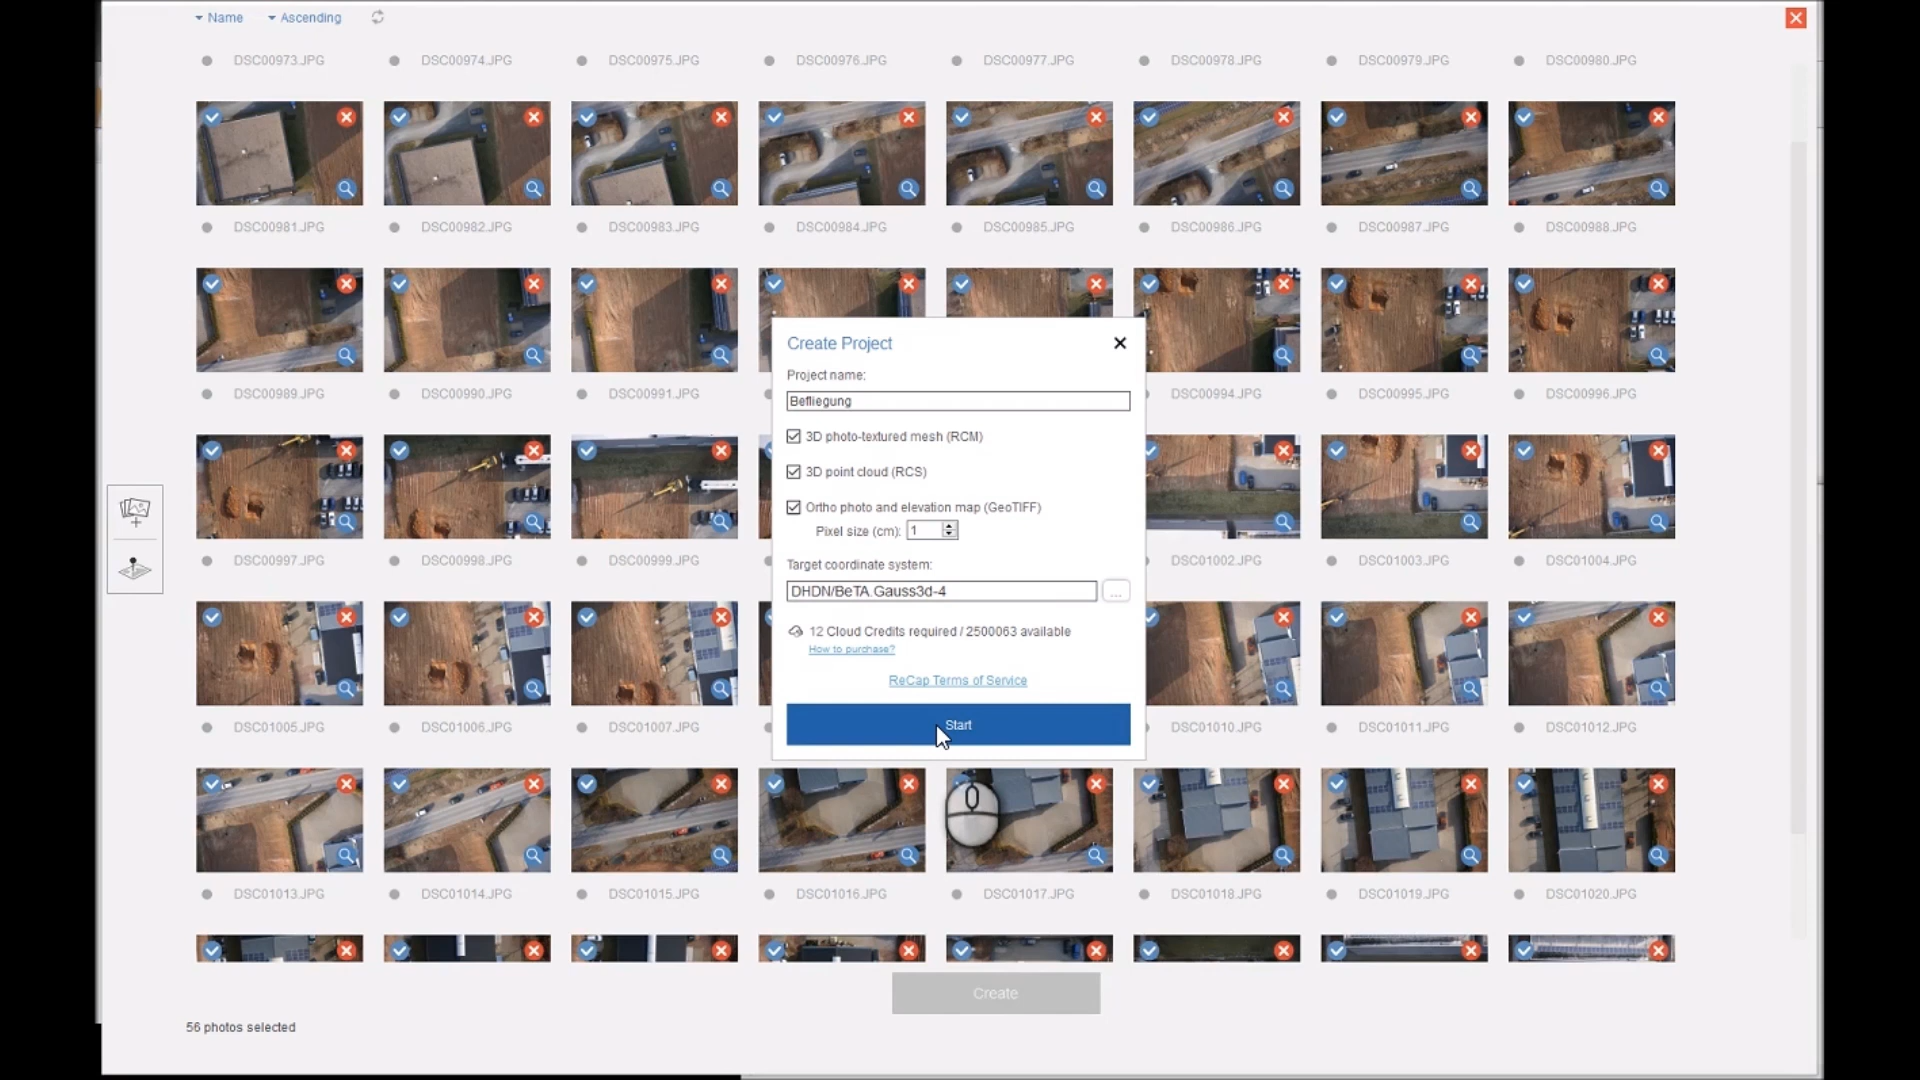 Name Ascending
DSC00973.JPG DSC00974.JPG DSC00975.JPG DSC00976.JPG DSC00977.JPG DSC00978.JPG DSC00979.JPG DSC00980.JPG
DSC00981.JPG DSC00982.JPG DSC00983.JPG DSC00984.JPG DSC00985.JPG DSC00986.JPG DSC00987.JPG DSC00988.JPG
DSC00989.JPG DSC00990.JPG DSC00991.JPG DSC00994.JPG DSC00995.JPG DSC00996.JPG
DSC00997.JPG DSC00998.JPG DSC00999.JPG DSC01002.JPG DSC01003.JPG DSC01004.JPG
DSC01005.JPG DSC01006.JPG DSC01007.JPG DSC01010.JPG DSC01011.JPG DSC01012.JPG
DSC01013.JPG DSC01014.JPG DSC01015.JPG DSC01016.JPG DSC01017.JPG DSC01018.JPG DSC01019.JPG DSC01020.JPG
Create Project
Project name:
Befliegung
3D photo-textured mesh (RCM)
3D point cloud (RCS)
Ortho photo and elevation map (GeoTIFF)
Pixel size (cm): 1
Target coordinate system:
DHDN/BeTA.Gauss3d-4 ...
12 Cloud Credits required / 2500063 available
How to purchase?
ReCap Terms of Service
Start
Create
56 photos selected